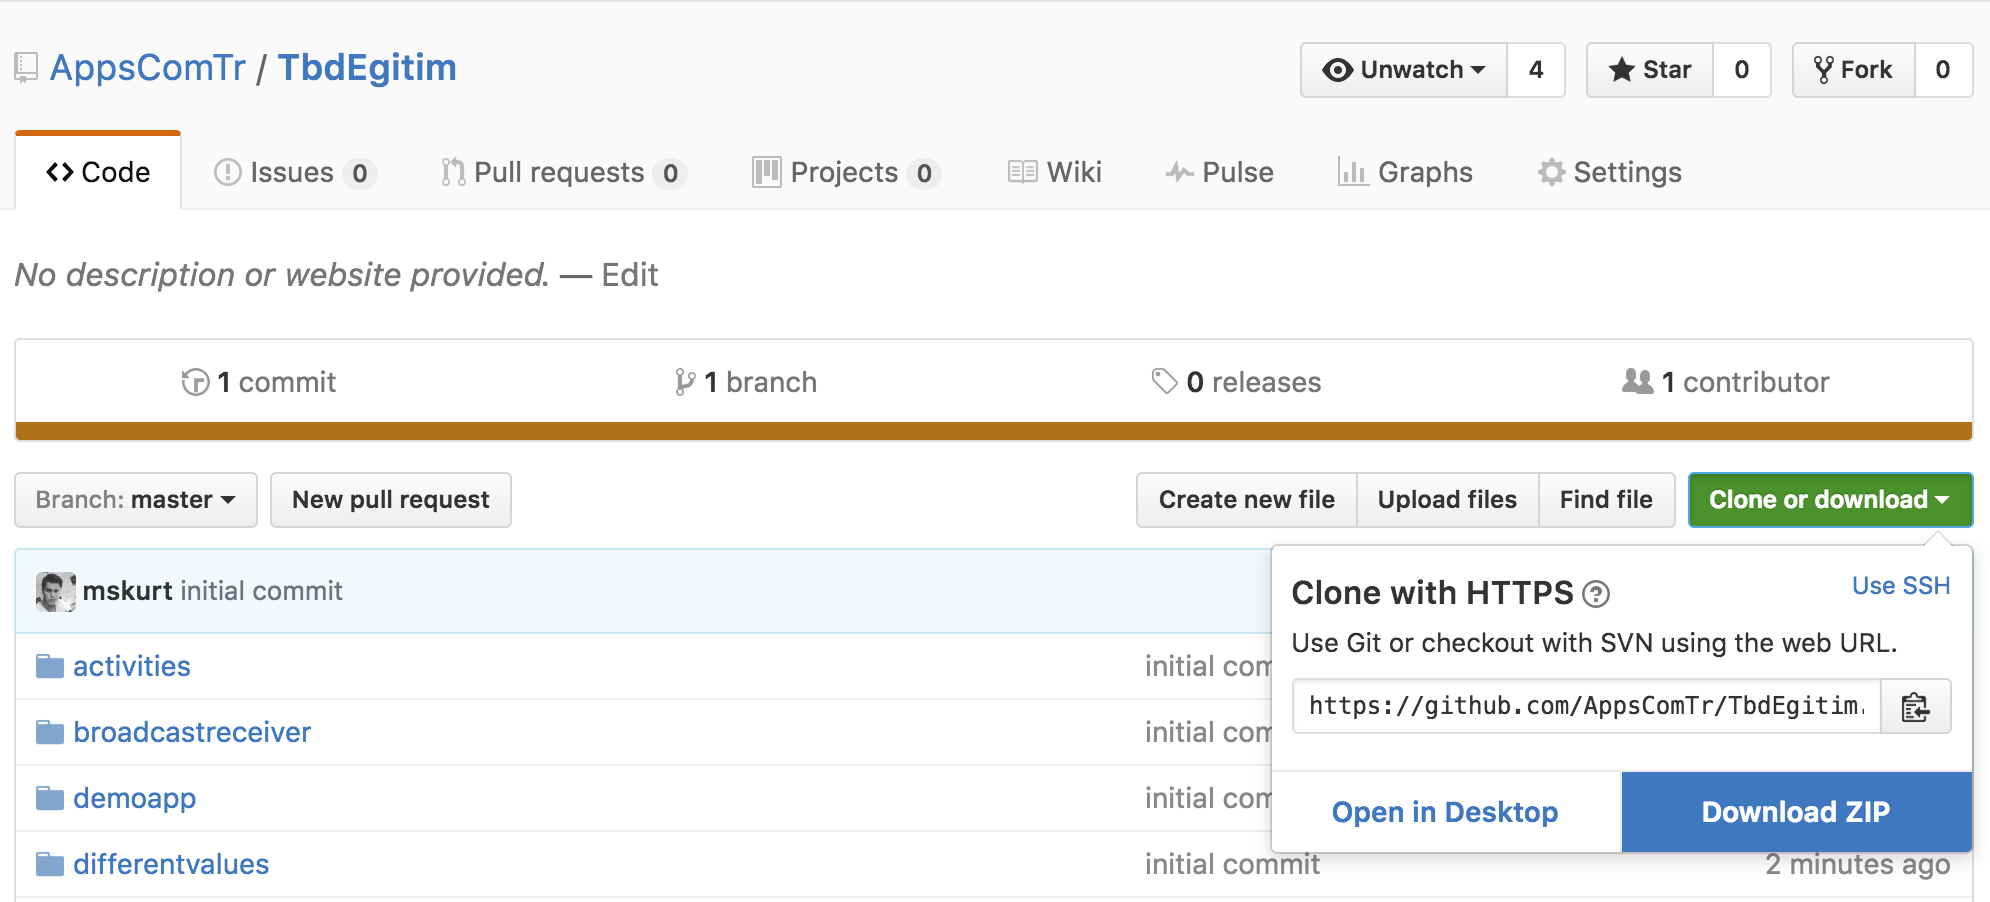 AppsComTr / TbdEgitim
Unwatch 4 Star 0 Fork 0
Code Issues 0 Pull requests 0 Projects 0 Wiki Pulse Graphs Settings
No description or website provided. — Edit
1 commit 1 branch 0 releases 1 contributor
Branch: master New pull request Create new file Upload files Find file Clone or download
mskurt initial commit
Clone with HTTPS ? Use SSH
Use Git or checkout with SVN using the web URL.
https://github.com/AppsComTr/TbdEgitim.
Open in Desktop Download ZIP
activities initial com
broadcastreceiver initial com
demoapp initial com
differentvalues initial commit 2 minutes ago